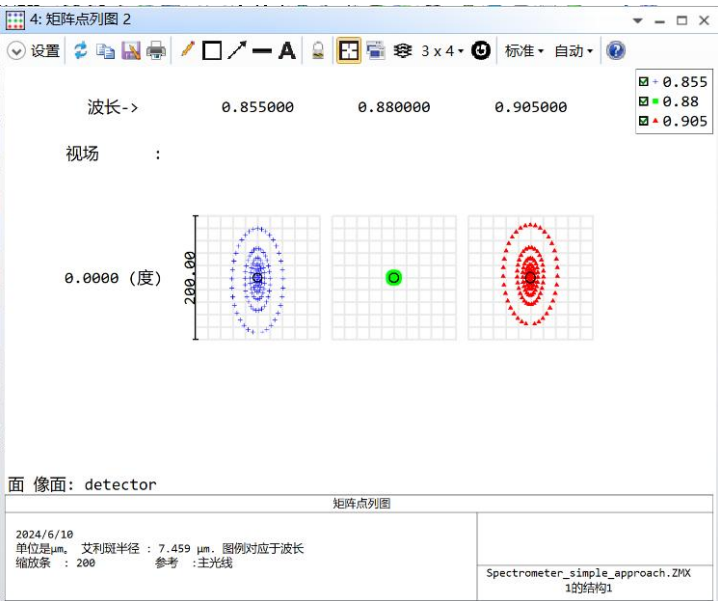 4: 矩阵点列图 2
设置
A
3 x 4
标准
自动
0.855
0.88
0.905
波长->
0.855000
0.880000
0.905000
视场 :
0.0000 (度)
200.00
面 像面: detector
矩阵点列图
2024/6/10
单位是µm。 艾利斑半径 : 7.459 µm. 图例对应于波长
缩放条 : 200 参考 :主光线
Spectrometer_simple_approach.ZMX
1的结构1